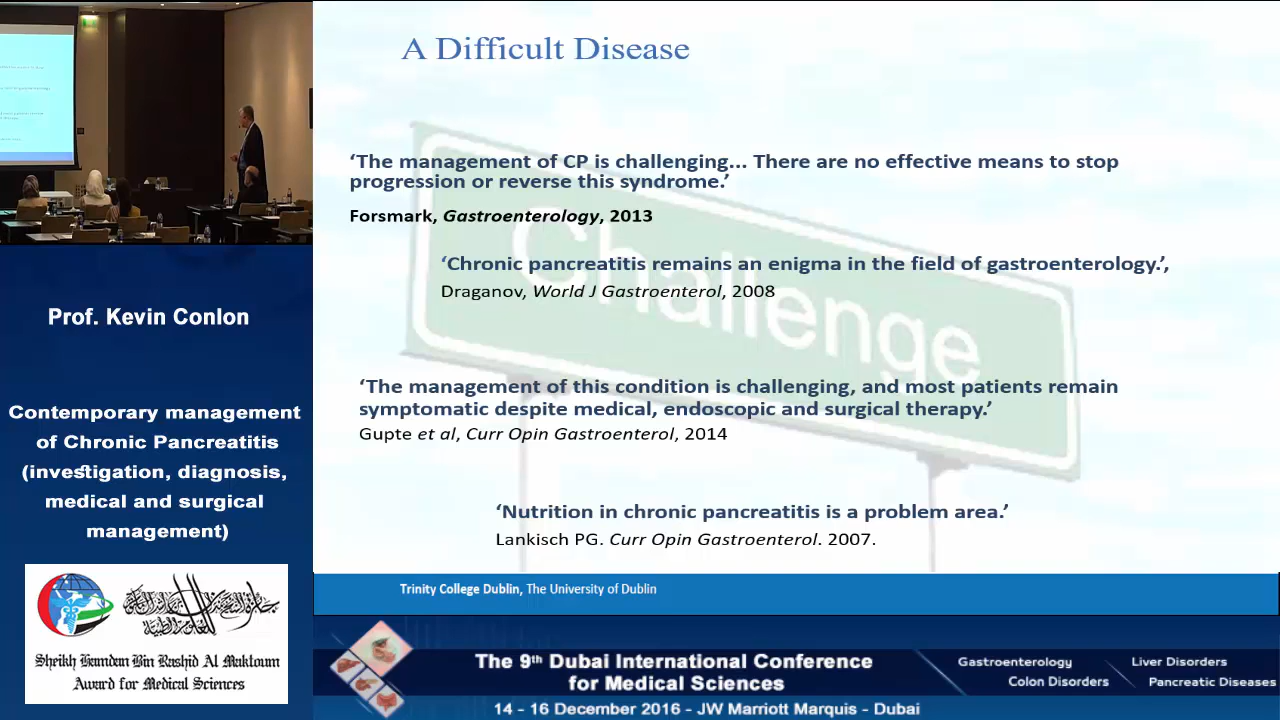 A Difficult Disease
Challenge
‘The management of CP is challenging... There are no effective means to stop
progression or reverse this syndrome.’
Forsmark, Gastroenterology, 2013
‘Chronic pancreatitis remains an enigma in the field of gastroenterology.’,
Draganov, World J Gastroenterol, 2008
‘The management of this condition is challenging, and most patients remain
symptomatic despite medical, endoscopic and surgical therapy.’
Gupte et al, Curr Opin Gastroenterol, 2014
‘Nutrition in chronic pancreatitis is a problem area.’
Lankisch PG. Curr Opin Gastroenterol. 2007.
Trinity College Dublin, The University of Dublin
Prof. Kevin Conlon
Contemporary management
of Chronic Pancreatitis
(investigation, diagnosis,
medical and surgical
management)
Sheikh Hamdan Bin Rashid Al Maktoum
Award for Medical Sciences
The 9th Dubai International Conference
for Medical Sciences
14 - 16 December 2016 - JW Marriott Marquis - Dubai
Gastroenterology
Liver Disorders
Colon Disorders
Pancreatic Diseases